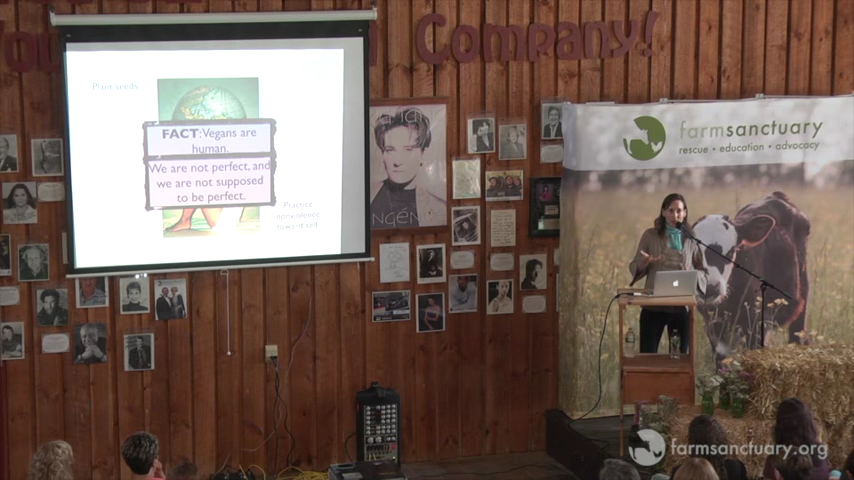 Company!
Plant seeds
FACT: Vegans are
human.
We are not perfect, and
we are not supposed
to be perfect.
Practice
nonviolence
toward self
farmsanctuary
rescue • education • advocacy
farmsanctuary.org